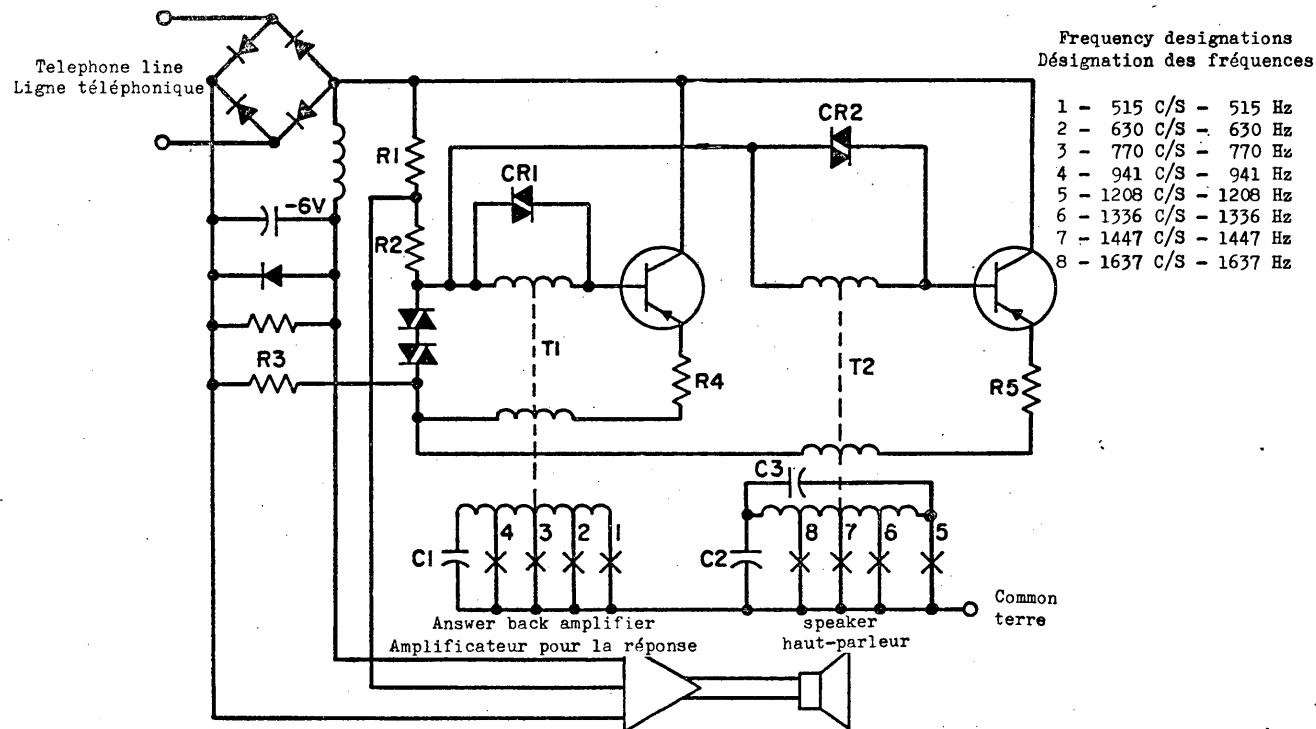 Telephone line
Ligne téléphonique
Frequency designations
Désignation des fréquences
1 - 515 C/S - 515 Hz
2 - 630 C/S - 630 Hz
3 - 770 C/S - 770 Hz
4 - 941 C/S - 941 Hz
5 - 1208 C/S - 1208 Hz
6 - 1336 C/S - 1336 Hz
7 - 1447 C/S - 1447 Hz
8 - 1637 C/S - 1637 Hz
R1
CR1
CR2
-6V
R2
R3
T1
R4
T2
R5
C3
C1
4
3
2
1
C2
8
7
6
5
Common
terre
Answer back amplifier
Amplificateur pour la réponse
speaker
haut-parleur